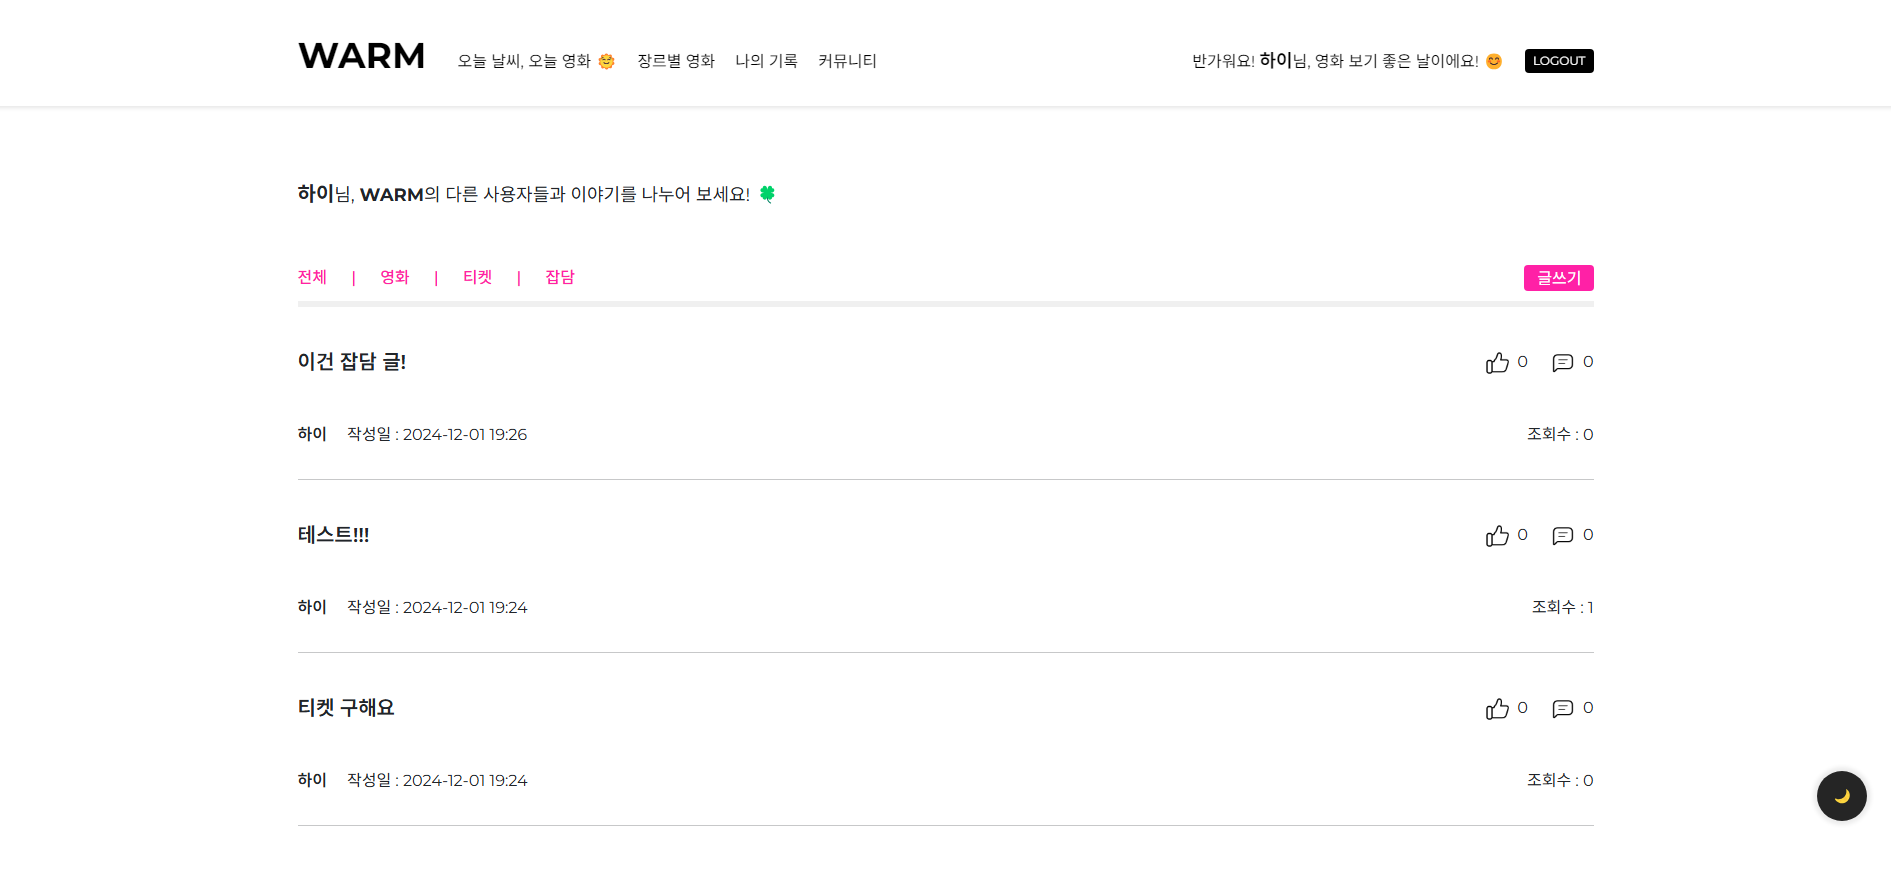 WARM 오늘 날씨, 오늘 영화 🌞 장르별 영화 나의 기록 커뮤니티 반가워요! 하이님, 영화 보기 좋은 날이에요! 😊 LOGOUT
하이님, WARM의 다른 사용자들과 이야기를 나누어 보세요! 🍀
전체 | 영화 | 티켓 | 잡담 글쓰기
이건 잡담 글! 0 0
하이 작성일 : 2024-12-01 19:26 조회수 : 0
테스트!!! 0 0
하이 작성일 : 2024-12-01 19:24 조회수 : 1
티켓 구해요 0 0
하이 작성일 : 2024-12-01 19:24 조회수 : 0